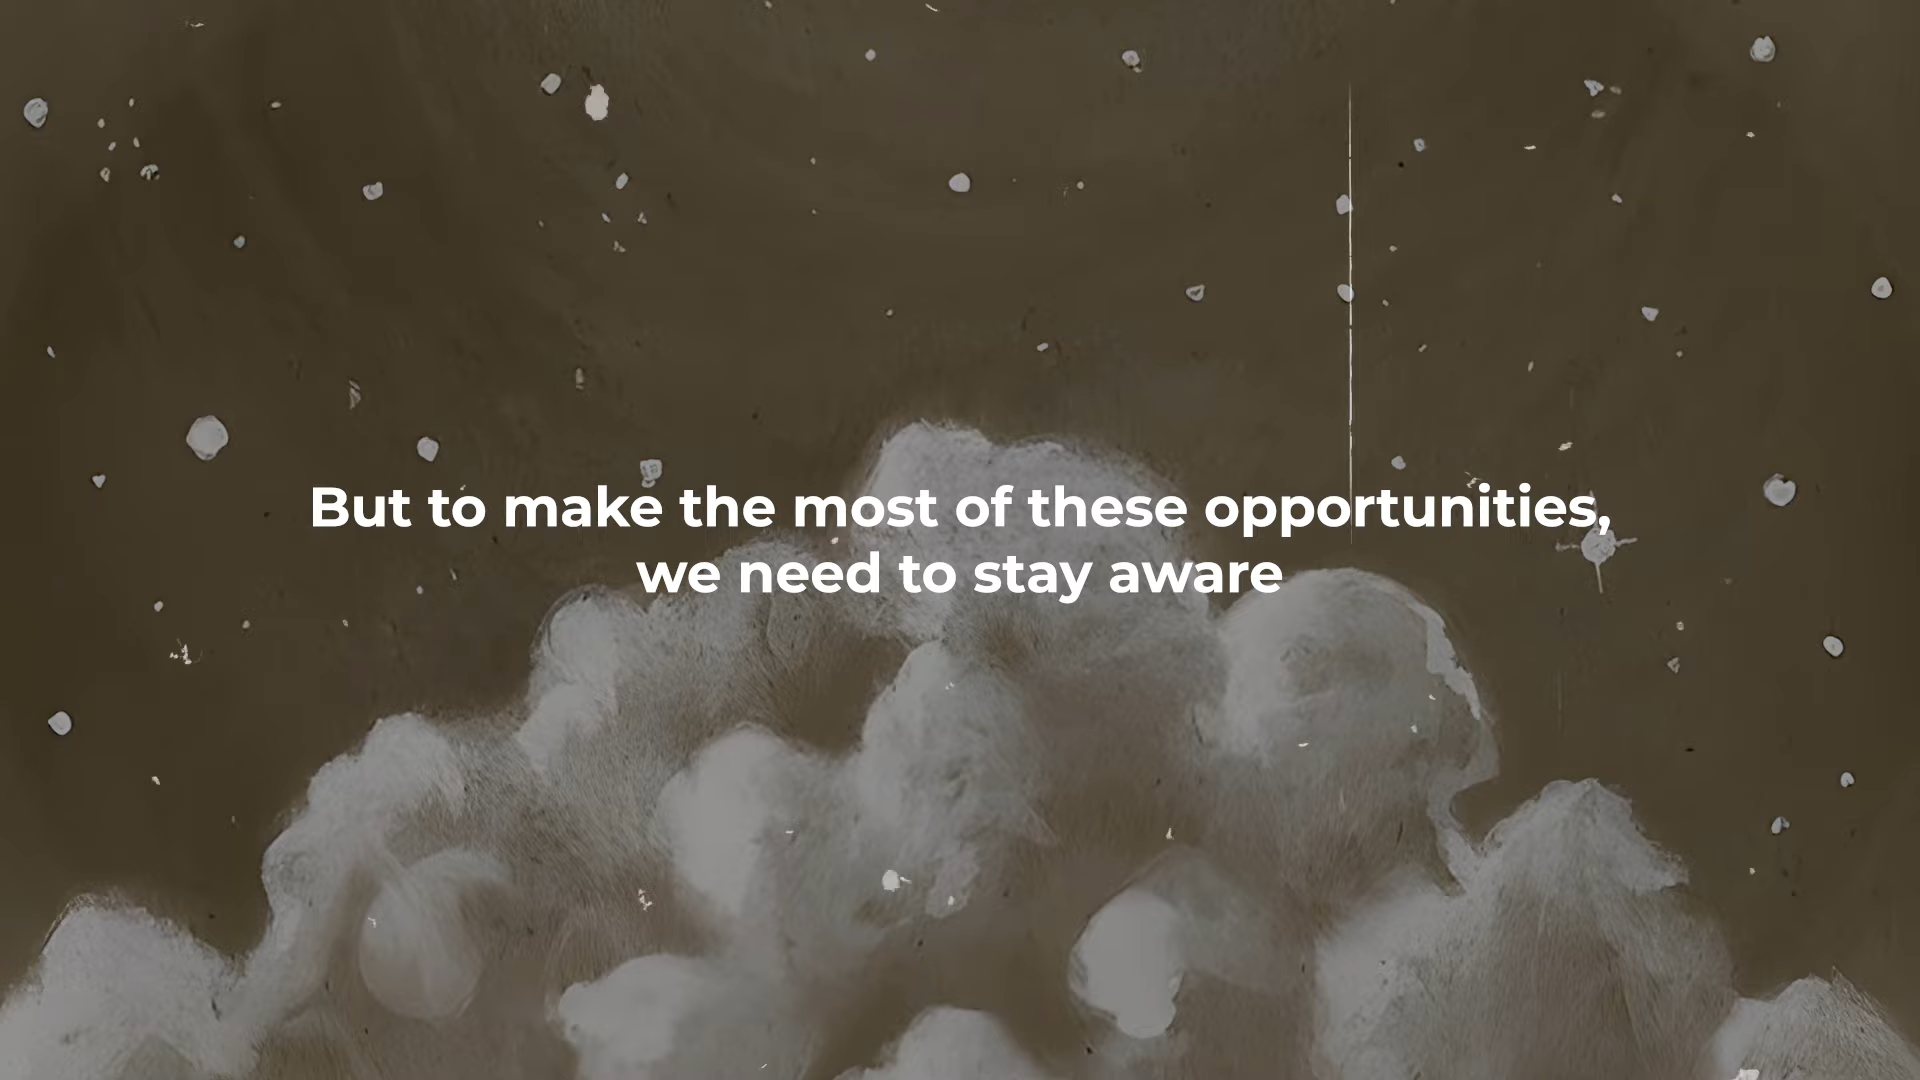 But to make the most of these opportunities,
we need to stay aware